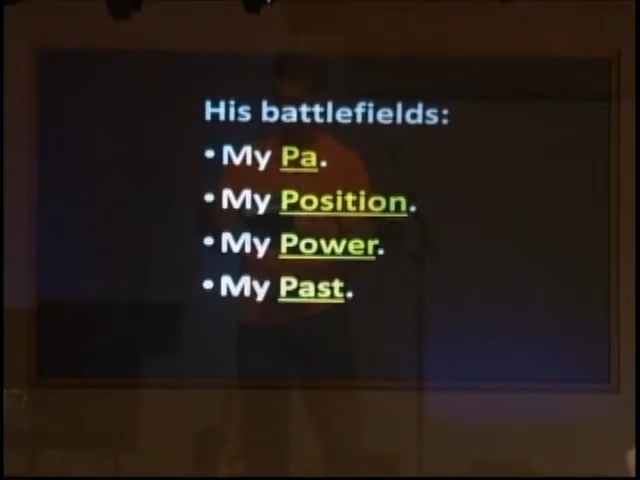 His battlefields:
• My Pa.
• My Position.
• My Power.
• My Past.